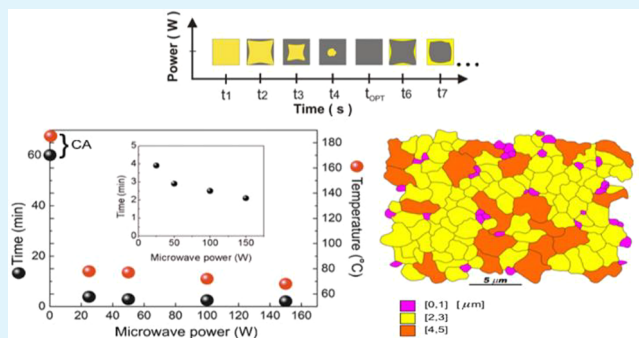 Power ( W )
t1 t2 t3 t4 tOPT t6 t7 ...
Time ( s )
Time (min)
60
40
20
0
CA
5
4
3
2
1
0
Time (min)
0 50 100 150
Microwave power (W)
180
160
140
120
100
80
60
Temperature (°C)
0 20 40 60 80 100 120 140 160
Microwave power (W)
5 μm
[0,1] [μm]
[2,3]
[4,5]